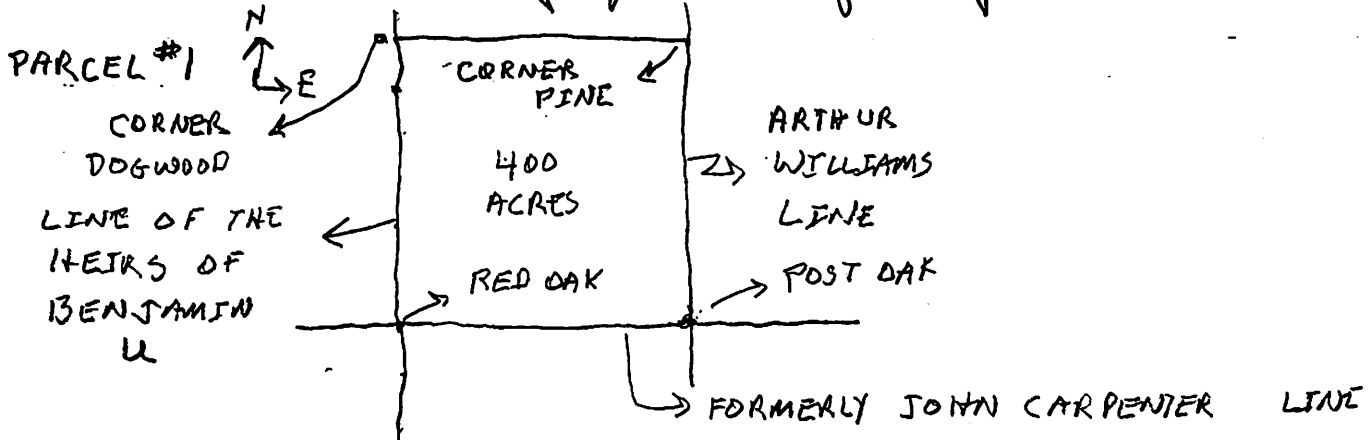 N
PARCEL #1
E
CORNER
PINE
CORNER
DOGWOOD
ARTHUR
WILLIAMS
LINE
400
ACRES
LINE OF THE
HEIRS OF
BENJAMIN
U
RED OAK
POST OAK
FORMERLY JOHN CARPENTER LINE